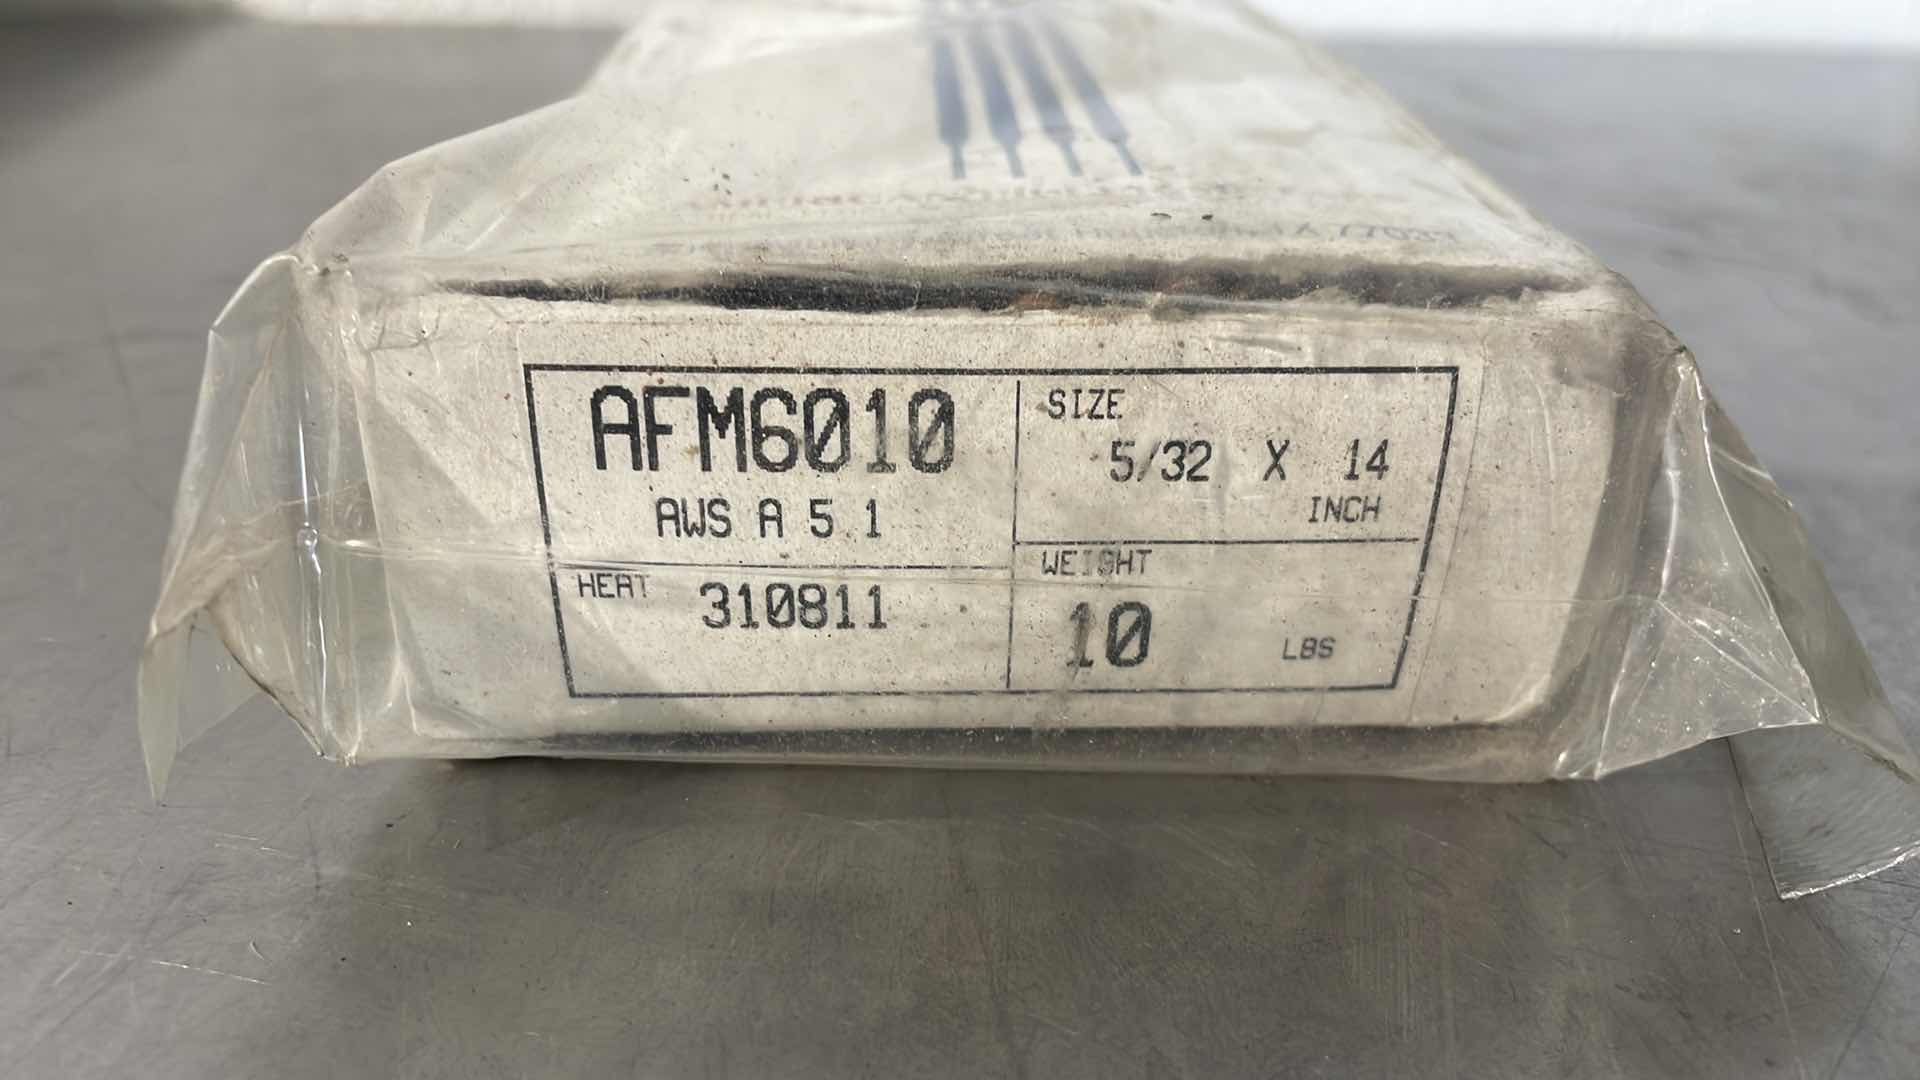 AFM6010
AWS A 5 1
HEAT 310811
SIZE
5/32 X 14
INCH
WEIGHT
10 LBS